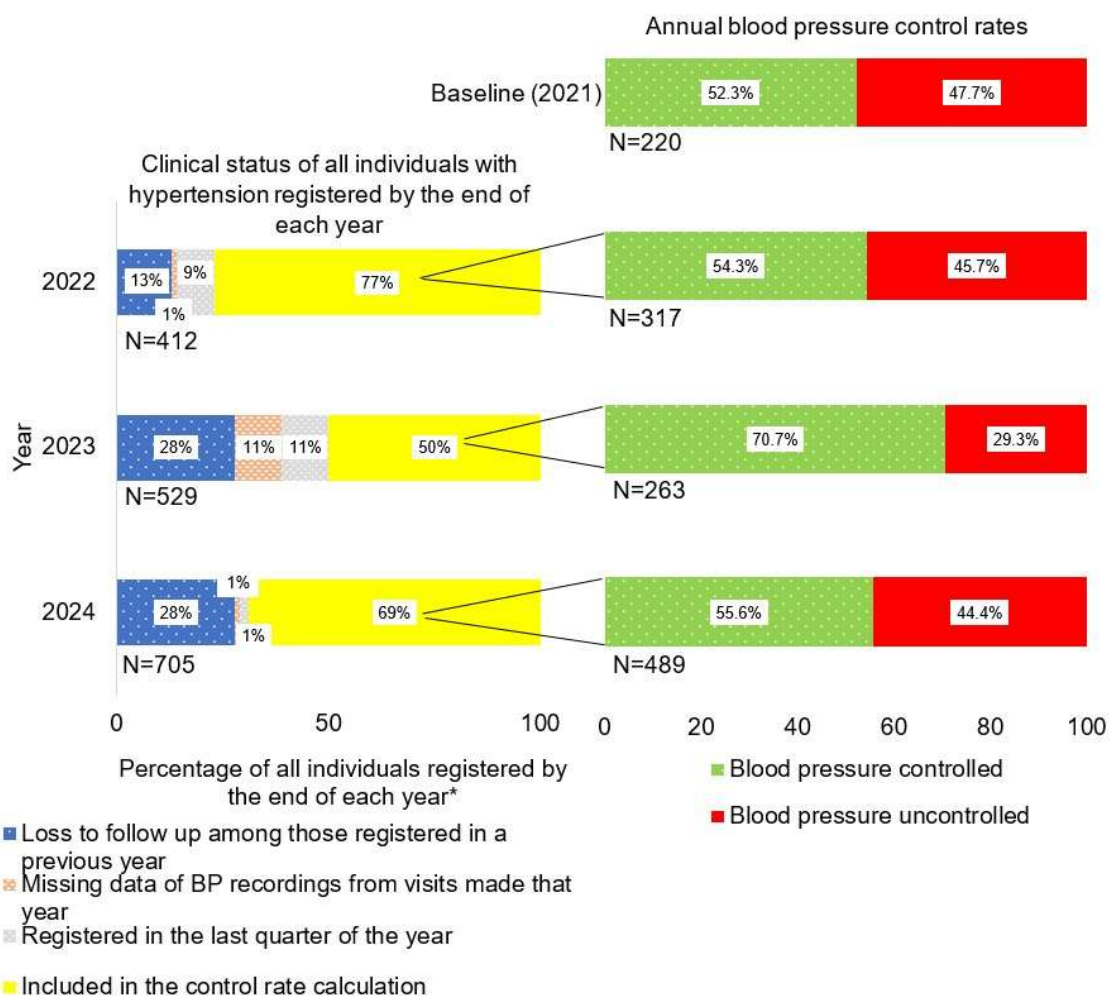 Annual blood pressure control rates
Baseline (2021)
52.3%
47.7%
N=220
Clinical status of all individuals with
hypertension registered by the end of
each year
2022
13%
9%
77%
1%
N=412
54.3%
45.7%
N=317
Year
2023
28%
11%
11%
50%
N=529
70.7%
29.3%
N=263
2024
1%
28%
69%
1%
N=705
55.6%
44.4%
N=489
0
50
100
0
20
40
60
80
100
Percentage of all individuals registered by
the end of each year*
Blood pressure controlled
Blood pressure uncontrolled
Loss to follow up among those registered in a
previous year
Missing data of BP recordings from visits made that
year
Registered in the last quarter of the year
Included in the control rate calculation